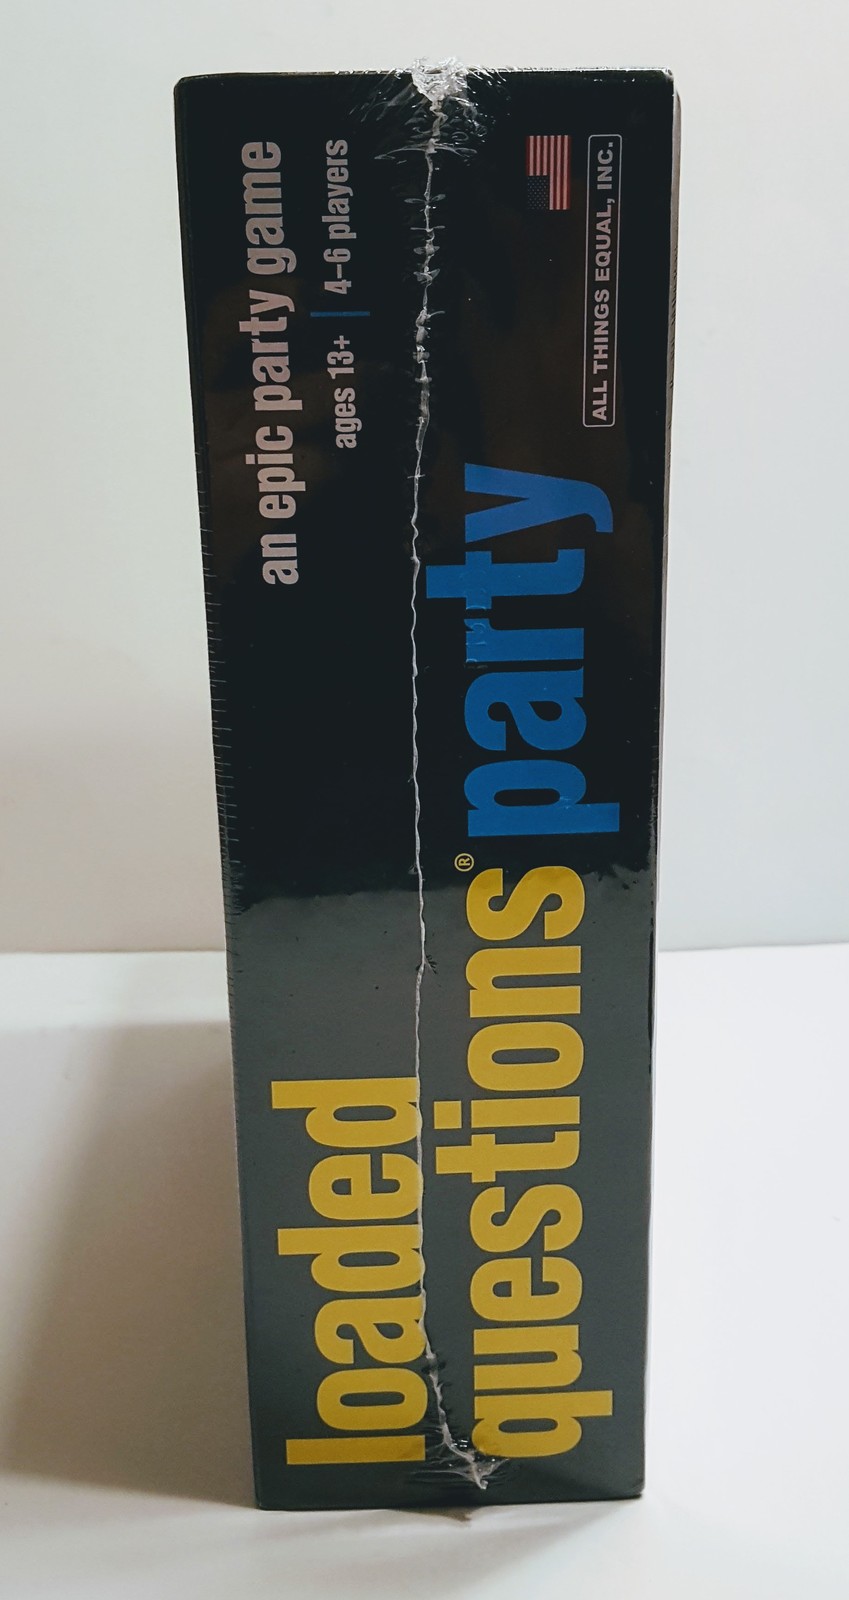 loaded
questions® party
an epic party game
ages 13+ | 4-6 players
ALL THINGS EQUAL, INC.